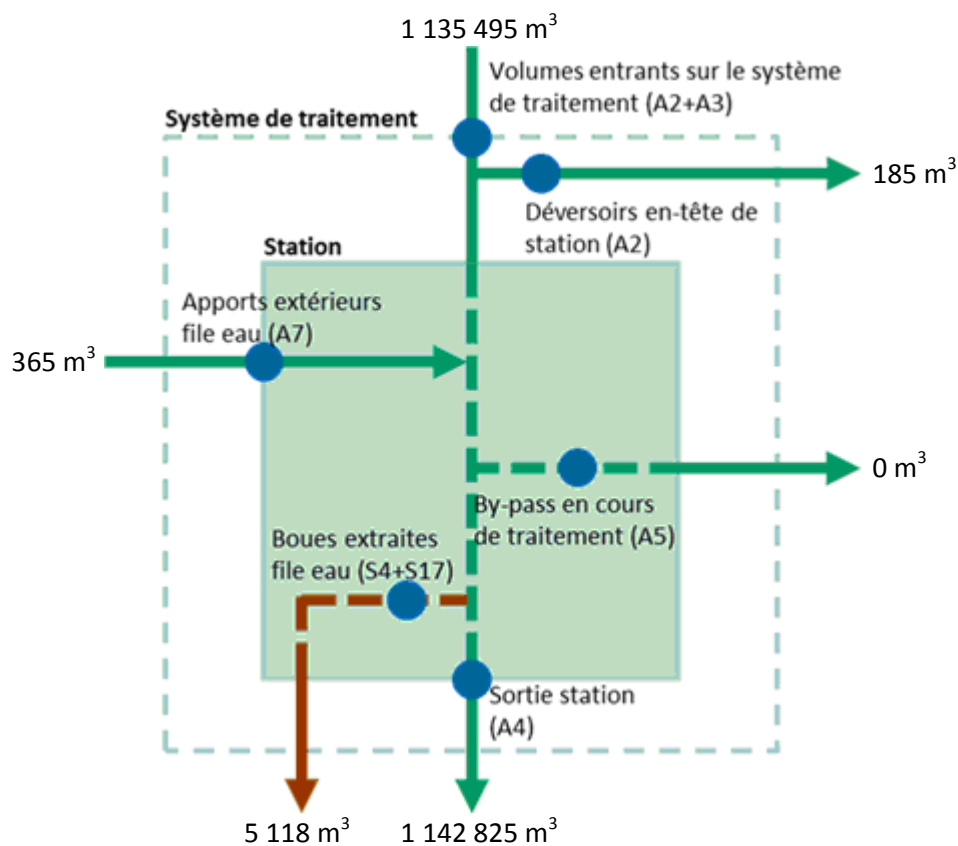 1 135 495 m³
Volumes entrants sur le système
de traitement (A2+A3)
Système de traitement
185 m³
Déversoirs en-tête de
station (A2)
Station
Apports extérieurs
file eau (A7)
365 m³
0 m³
By-pass en cours
de traitement (A5)
Boues extraites
file eau (S4+S17)
Sortie station
(A4)
5 118 m³
1 142 825 m³